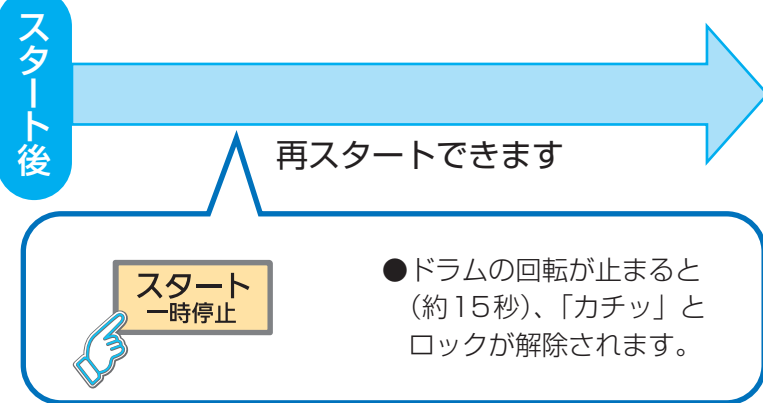 スタート後
再スタートできます
スタート
一時停止
●ドラムの回転が止まると
（約15秒）、「カチッ」と
ロックが解除されます。